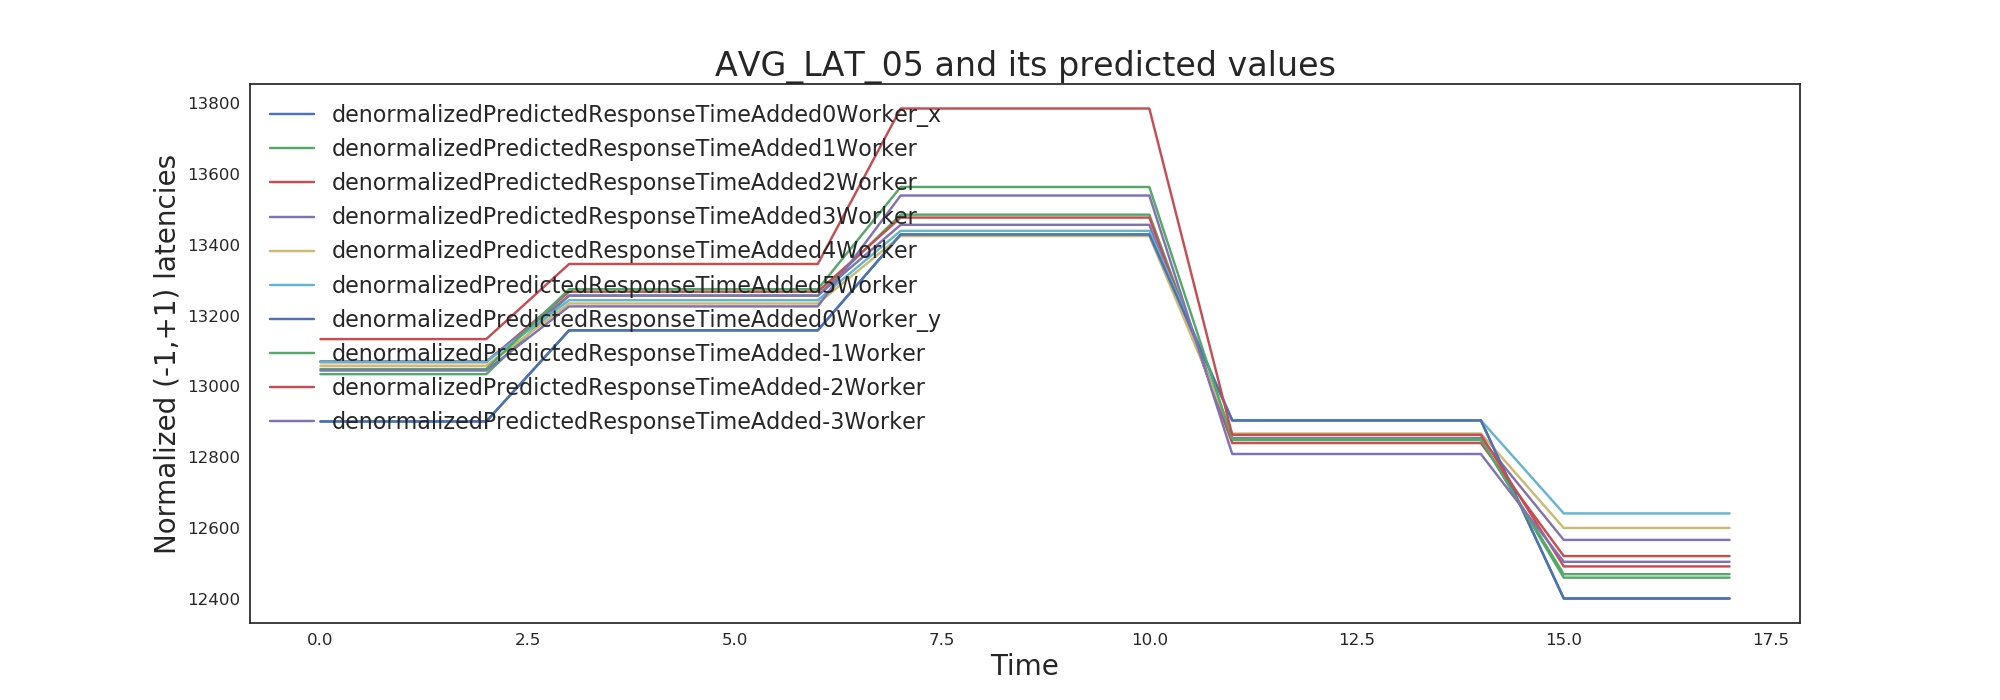 AVG_LAT_05 and its predicted values
Normalized (-1,+1) latencies
13800
13600
13400
13200
13000
12800
12600
12400
denormalizedPredictedResponseTimeAdded0Worker_x
denormalizedPredictedResponseTimeAdded1Worker
denormalizedPredictedResponseTimeAdded2Worker
denormalizedPredictedResponseTimeAdded3Worker
denormalizedPredictedResponseTimeAdded4Worker
denormalizedPredictedResponseTimeAdded5Worker
denormalizedPredictedResponseTimeAdded0Worker_y
denormalizedPredictedResponseTimeAdded-1Worker
denormalizedPredictedResponseTimeAdded-2Worker
denormalizedPredictedResponseTimeAdded-3Worker
0.0 2.5 5.0 7.5 10.0 12.5 15.0 17.5
Time